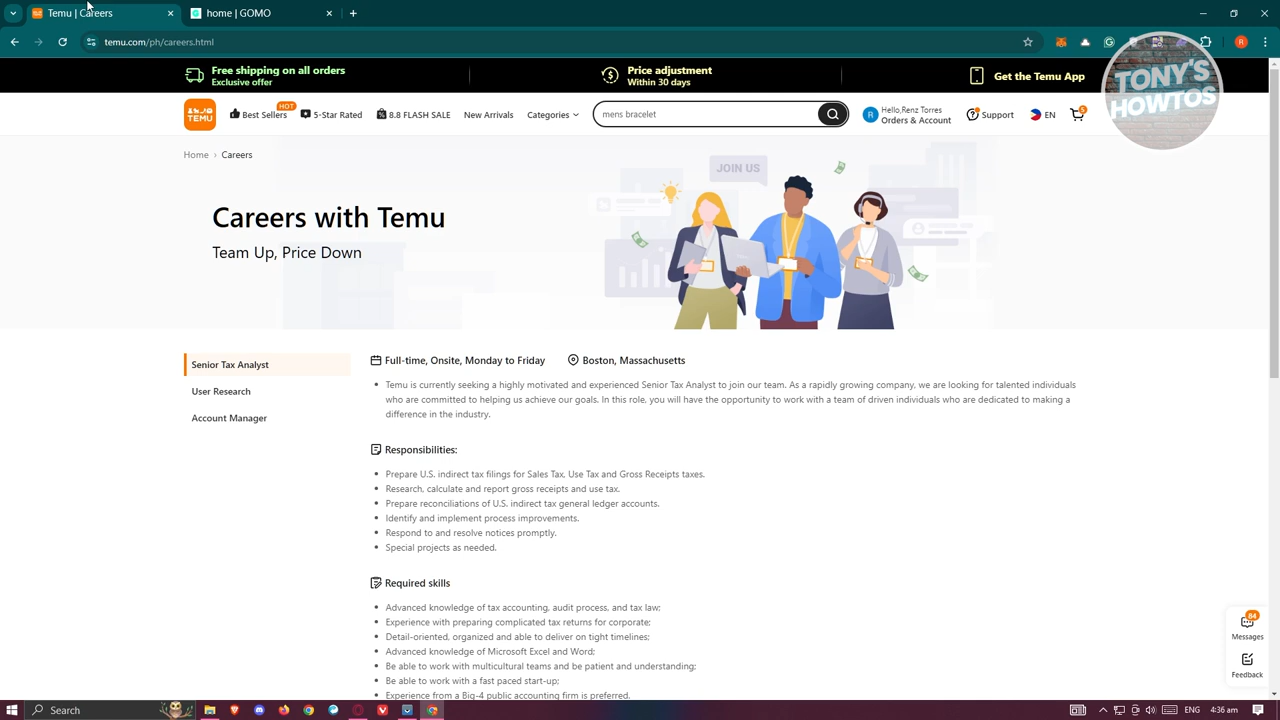 Temu | Careers
home | GOMO
temu.com/ph/careers.html
R
Free shipping on all orders
Exclusive offer
Price adjustment
Within 30 days
Get the Temu App
TONY'S
HOWTOS
TEMU
Best Sellers
HOT
5-Star Rated
8.8 FLASH SALE
New Arrivals
Categories
mens bracelet
R
Hello,Renz Torres
Orders & Account
Support
EN
5
Home › Careers
JOIN US
Careers with Temu
Team Up, Price Down
Senior Tax Analyst
User Research
Account Manager
Full-time, Onsite, Monday to Friday
Boston, Massachusetts
Temu is currently seeking a highly motivated and experienced Senior Tax Analyst to join our team. As a rapidly growing company, we are looking for talented individuals
who are committed to helping us achieve our goals. In this role, you will have the opportunity to work with a team of driven individuals who are dedicated to making a
difference in the industry.
Responsibilities:
Prepare U.S. indirect tax filings for Sales Tax, Use Tax and Gross Receipts taxes.
Research, calculate and report gross receipts and use tax.
Prepare reconciliations of U.S. indirect tax general ledger accounts.
Identify and implement process improvements.
Respond to and resolve notices promptly.
Special projects as needed.
Required skills
Advanced knowledge of tax accounting, audit process, and tax law;
Experience with preparing complicated tax returns for corporate;
Detail-oriented, organized and able to deliver on tight timelines;
Advanced knowledge of Microsoft Excel and Word;
Be able to work with multicultural teams and be patient and understanding;
Be able to work with a fast paced start-up;
Experience from a Big-4 public accounting firm is preferred.
84
Messages
Feedback
Search
ENG
4:36 am